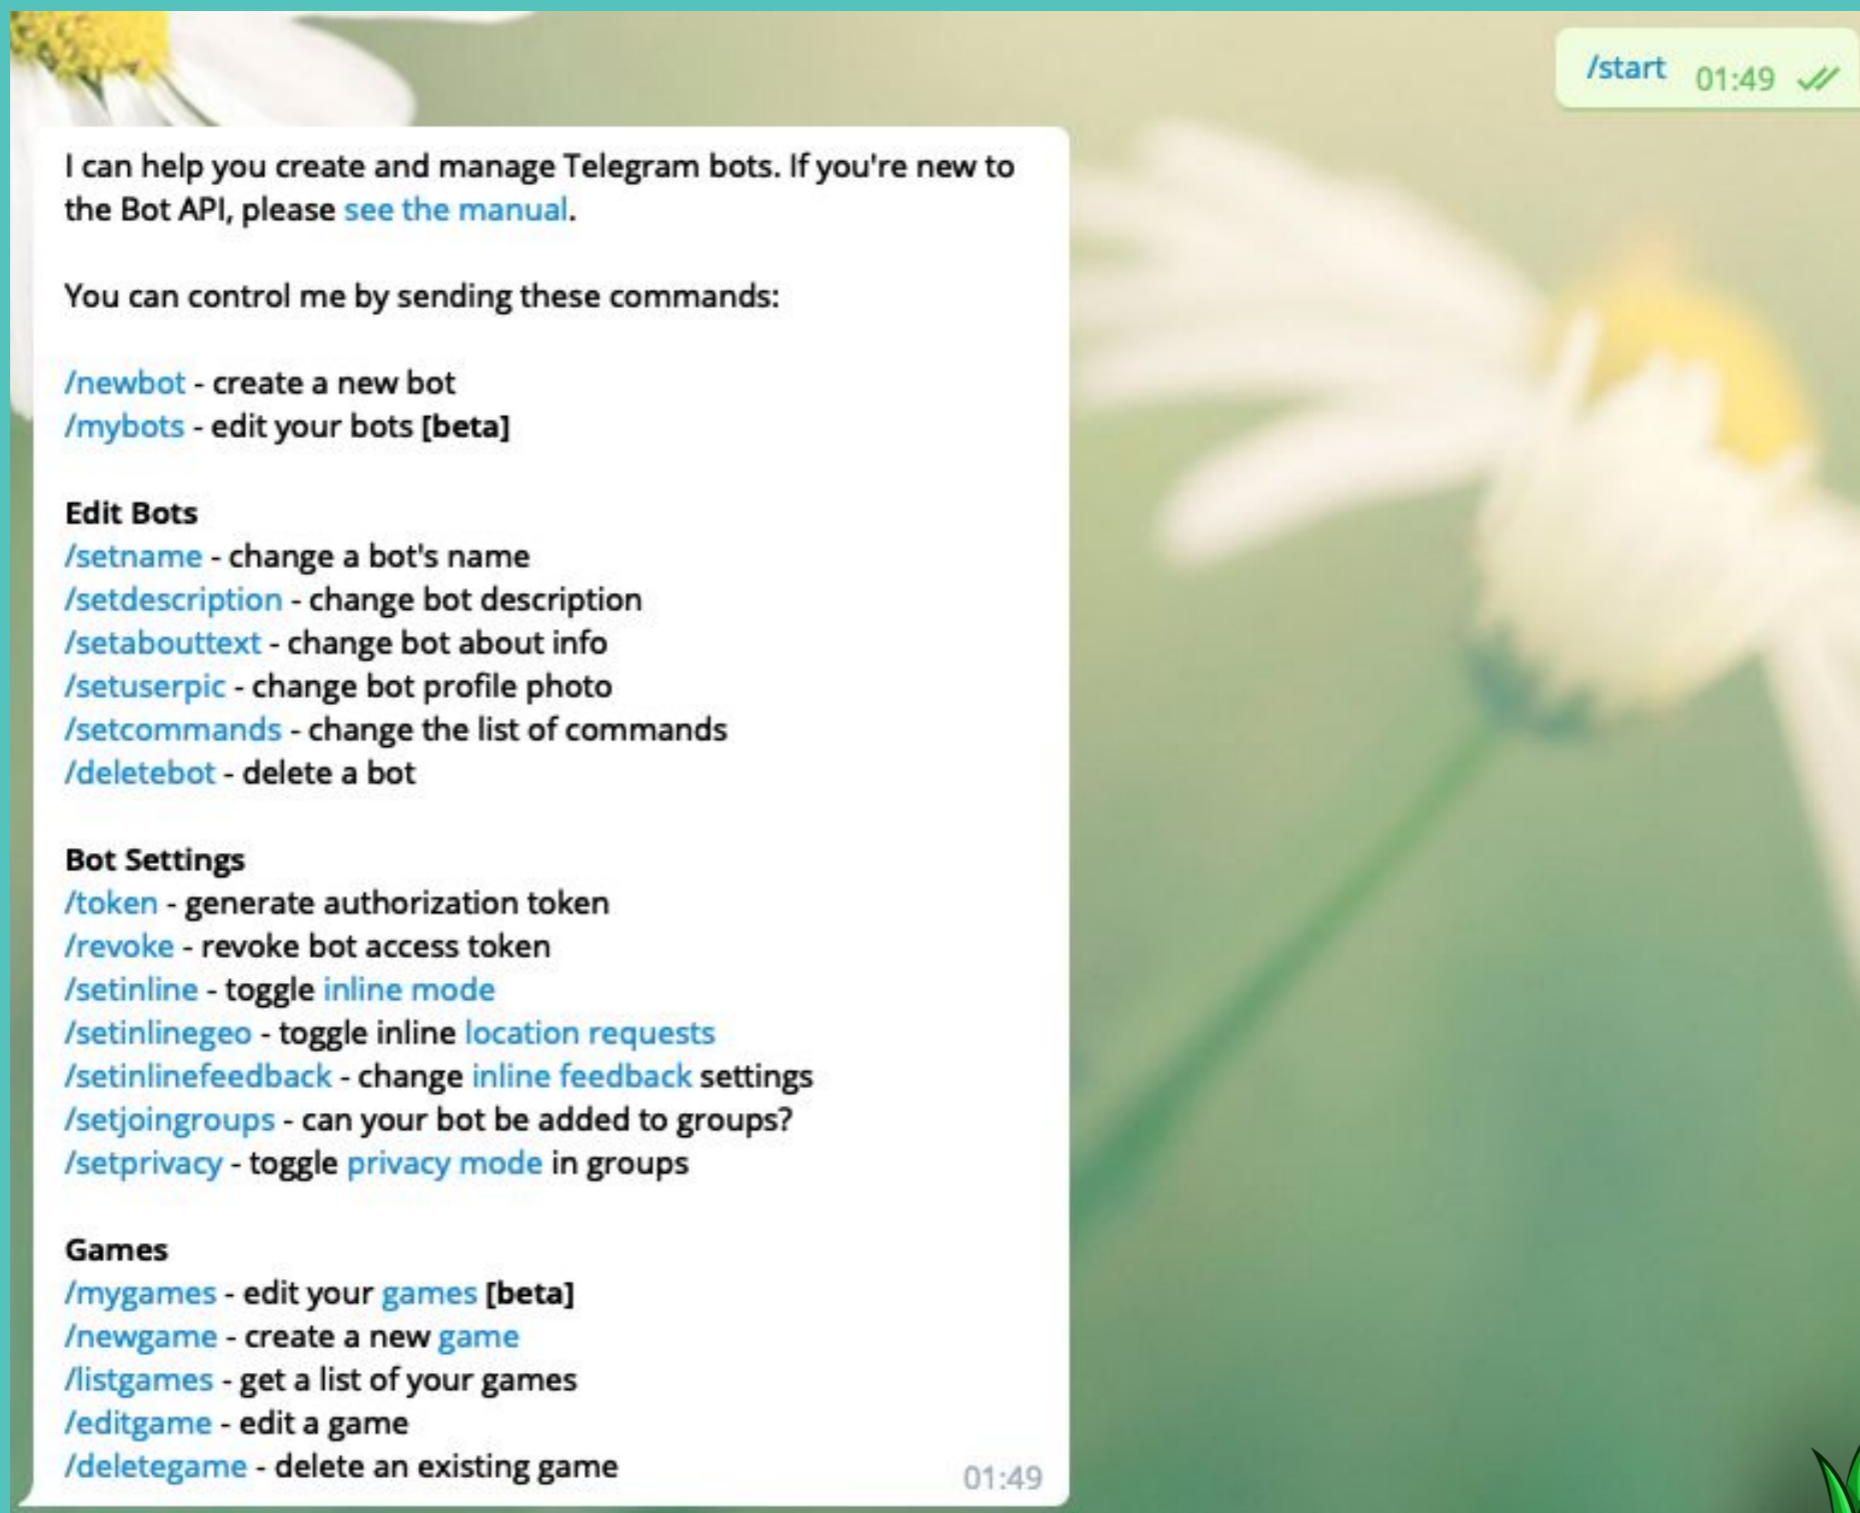 /start 01:49
I can help you create and manage Telegram bots. If you're new to
the Bot API, please see the manual.
You can control me by sending these commands:
/newbot - create a new bot
/mybots - edit your bots [beta]
Edit Bots
/setname - change a bot's name
/setdescription - change bot description
/setabouttext - change bot about info
/setuserpic - change bot profile photo
/setcommands - change the list of commands
/deletebot - delete a bot
Bot Settings
/token - generate authorization token
/revoke - revoke bot access token
/setinline - toggle inline mode
/setinlinegeo - toggle inline location requests
/setinlinefeedback - change inline feedback settings
/setjoingroups - can your bot be added to groups?
/setprivacy - toggle privacy mode in groups
Games
/mygames - edit your games [beta]
/newgame - create a new game
/listgames - get a list of your games
/editgame - edit a game
/deletegame - delete an existing game
01:49